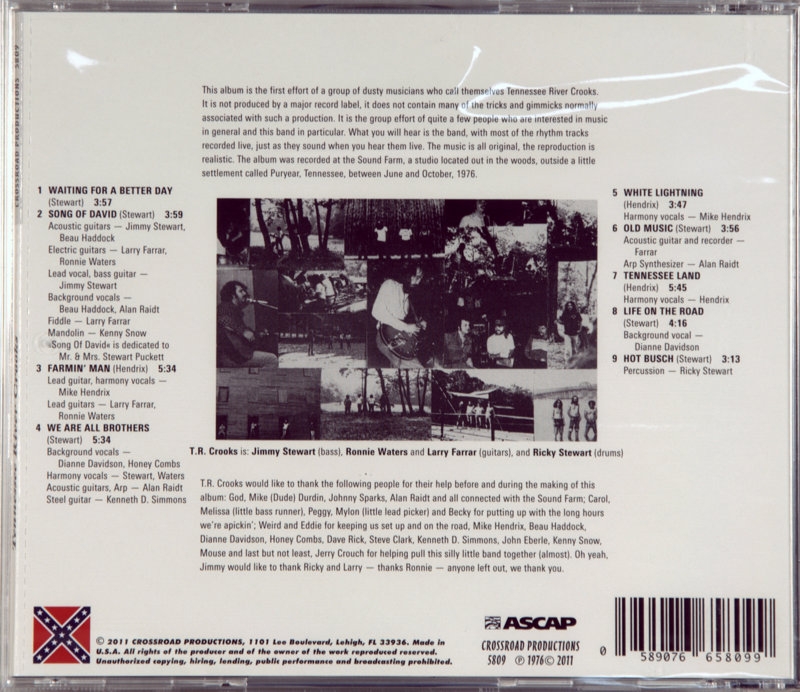 This album is the first effort of a group of dusty musicians who call themselves Tennessee River Crooks.
It is not produced by a major record label, it does not contain many of the tricks and gimmicks normally
associated with such a production. It is the group effort of quite a few people who are interested in music
in general and this band in particular. What you will hear is the band, with most of the rhythm tracks
recorded live, just as they sound when you hear them live. The music is all original, the reproduction is
realistic. The album was recorded at the Sound Farm, a studio located out in the woods, outside a little
settlement called Puryear, Tennessee, between June and October, 1976.
1 WAITING FOR A BETTER DAY
(Stewart) 3:57
2 SONG OF DAVID (Stewart) 3:59
Acoustic guitars — Jimmy Stewart,
Beau Haddock
Electric guitars — Larry Farrar,
Ronnie Waters
Lead vocal, bass guitar —
Jimmy Stewart
Background vocals —
Beau Haddock, Alan Raidt
Fiddle — Larry Farrar
Mandolin — Kenny Snow
»Song Of David« is dedicated to
Mr. & Mrs. Stewart Puckett
3 FARMIN' MAN (Hendrix) 5:34
Lead guitar, harmony vocals —
Mike Hendrix
Lead guitars — Larry Farrar,
Ronnie Waters
4 WE ARE ALL BROTHERS
(Stewart) 5:34
Background vocals —
Dianne Davidson, Honey Combs
Harmony vocals — Stewart, Waters
Acoustic guitars, Arp — Alan Raidt
Steel guitar — Kenneth D. Simmons
5 WHITE LIGHTNING
(Hendrix) 3:47
Harmony vocals — Mike Hendrix
6 OLD MUSIC (Stewart) 3:56
Acoustic guitar and recorder —
Farrar
Arp Synthesizer — Alan Raidt
7 TENNESSEE LAND
(Hendrix) 5:45
Harmony vocals — Hendrix
8 LIFE ON THE ROAD
(Stewart) 4:16
Background vocal —
Dianne Davidson
9 HOT BUSCH (Stewart) 3:13
Percussion — Ricky Stewart
T.R. Crooks is: Jimmy Stewart (bass), Ronnie Waters and Larry Farrar (guitars), and Ricky Stewart (drums)
T.R. Crooks would like to thank the following people for their help before and during the making of this
album: God, Mike (Dude) Durdin, Johnny Sparks, Alan Raidt and all connected with the Sound Farm; Carol,
Melissa (little bass runner), Peggy, Mylon (little lead picker) and Becky for putting up with the long hours
we're apickin'; Weird and Eddie for keeping us set up and on the road, Mike Hendrix, Beau Haddock,
Dianne Davidson, Honey Combs, Dave Rick, Steve Clark, Kenneth D. Simmons, John Eberle, Kenny Snow,
Mouse and last but not least, Jerry Crouch for helping pull this silly little band together (almost). Oh yeah,
Jimmy would like to thank Ricky and Larry — thanks Ronnie — anyone left out, we thank you.
© 2011 CROSSROAD PRODUCTIONS, 1101 Lee Boulevard, Lehigh, FL 33936. Made in
U.S.A. All rights of the producer and of the owner of the work reproduced reserved.
Unauthorized copying, hiring, lending, public performance and broadcasting prohibited.
ASCAP
CROSSROAD PRODUCTIONS
5809 ℗ 1976 © 2011
0 589076 658099
CROSSROAD PRODUCTIONS 5809